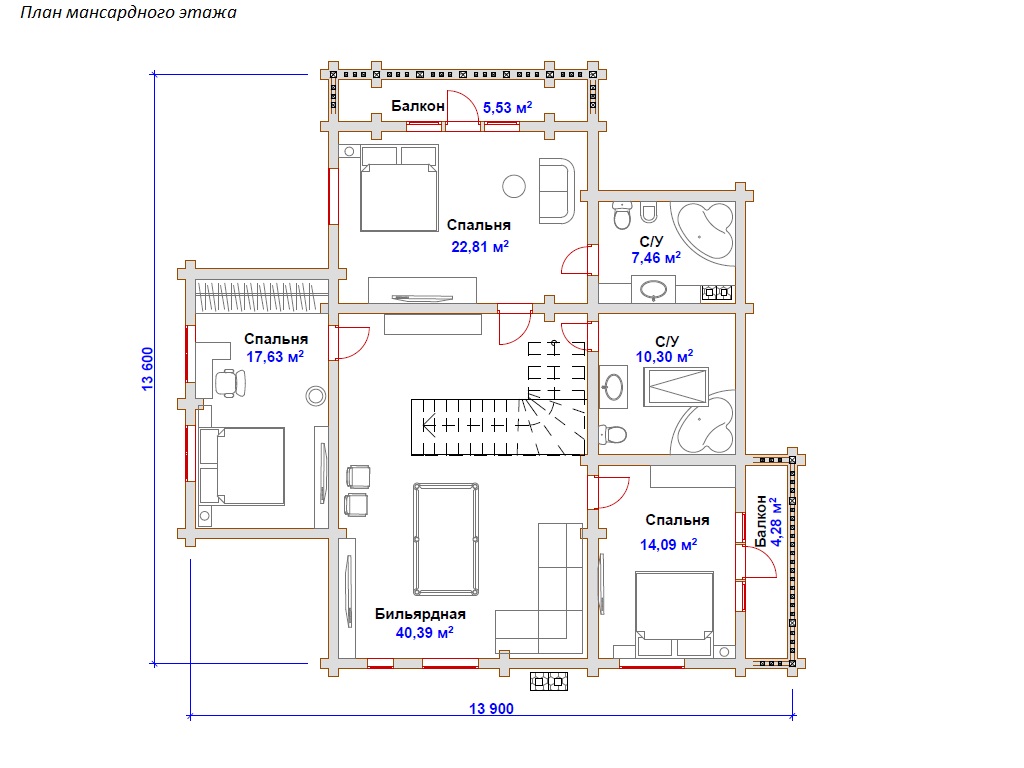 План мансардного этажа
Балкон 5,53 м²
Спальня
22,81 м²
С/У
7,46 м²
Спальня
17,63 м²
С/У
10,30 м²
13 600
Спальня
14,09 м²
Балкон
4,28 м²
Бильярдная
40,39 м²
13 900